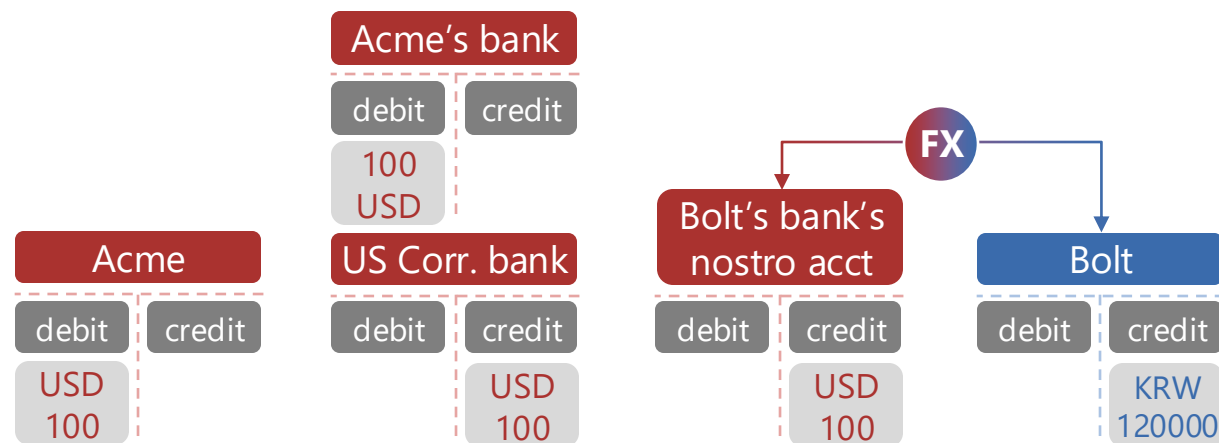 Acme's bank
debit
credit
100
USD
FX
Bolt's bank's
nostro acct
Bolt
Acme
US Corr. bank
debit
credit
debit
credit
debit
credit
debit
credit
USD
100
USD
100
USD
100
KRW
120000